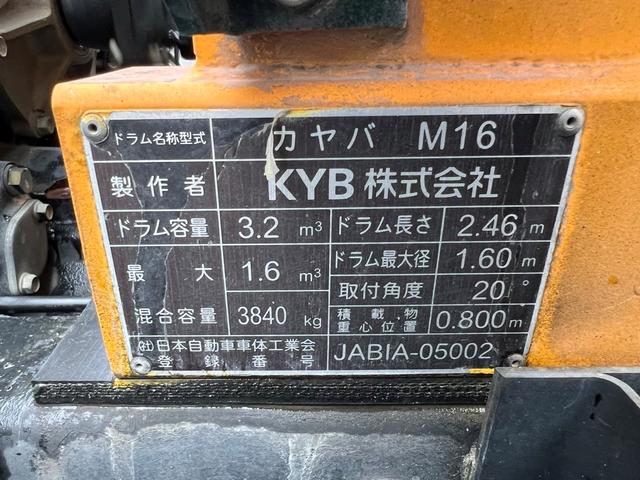 ドラム名称型式 カヤバ M16
製作者 KYB 株式会社
ドラム容量 3.2 m³ ドラム長さ 2.46 m
最大 1.6 m³ ドラム最大径 1.60 m
混合容量 3840 kg 取付角度 20°
積載物重心位置 0.800m
㈳日本自動車車体工業会
登録番号 JABIA-05002